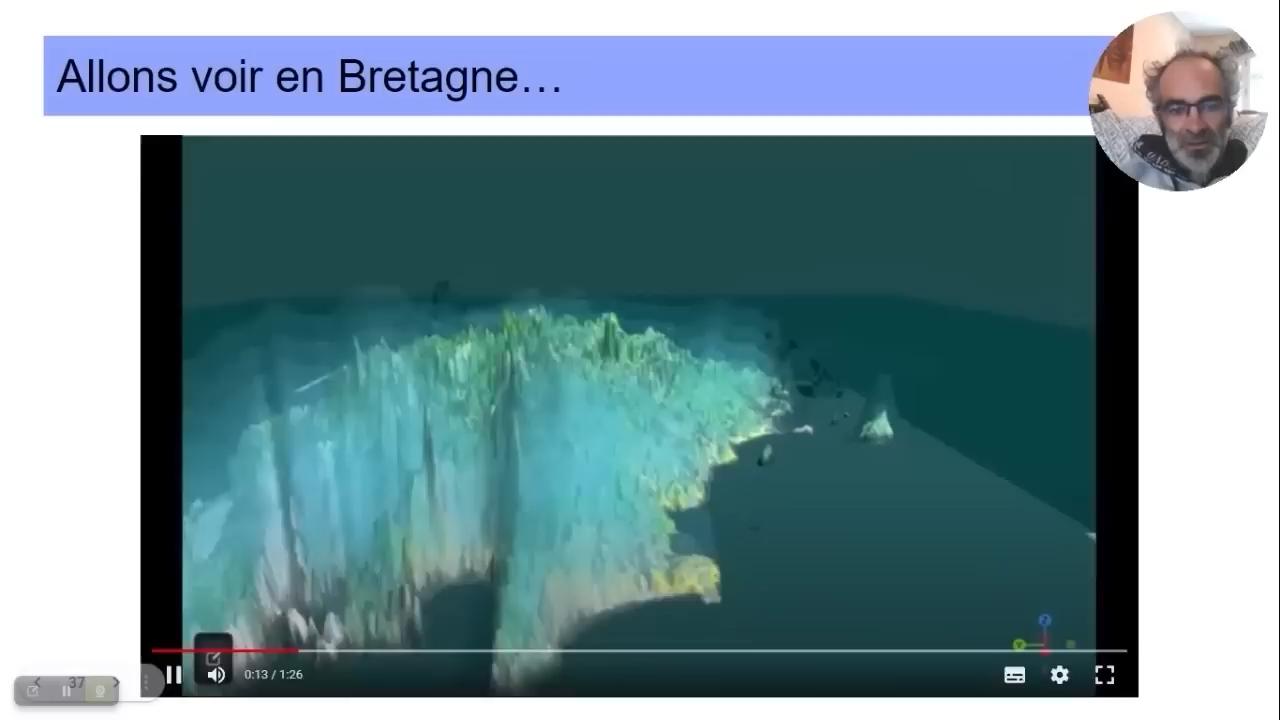 Allons voir en Bretagne…
Z
0:13 / 1:26
37